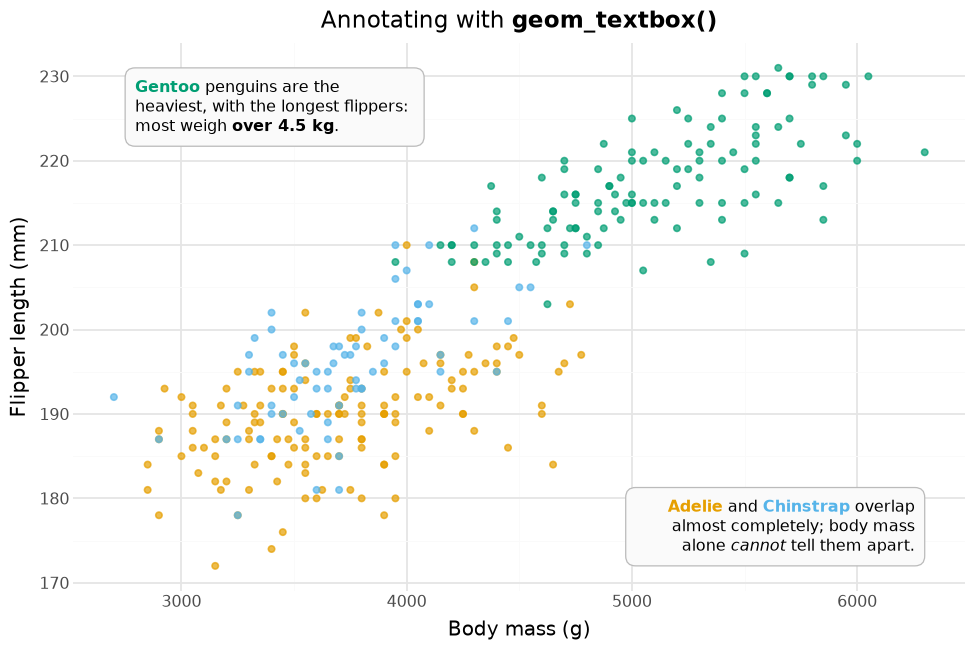 Annotating with geom_textbox()
Flipper length (mm)
230
220
210
200
190
180
170
Gentoo penguins are the
heaviest, with the longest flippers:
most weigh over 4.5 kg.
Adelie and Chinstrap overlap
almost completely; body mass
alone cannot tell them apart.
3000 4000 5000 6000
Body mass (g)